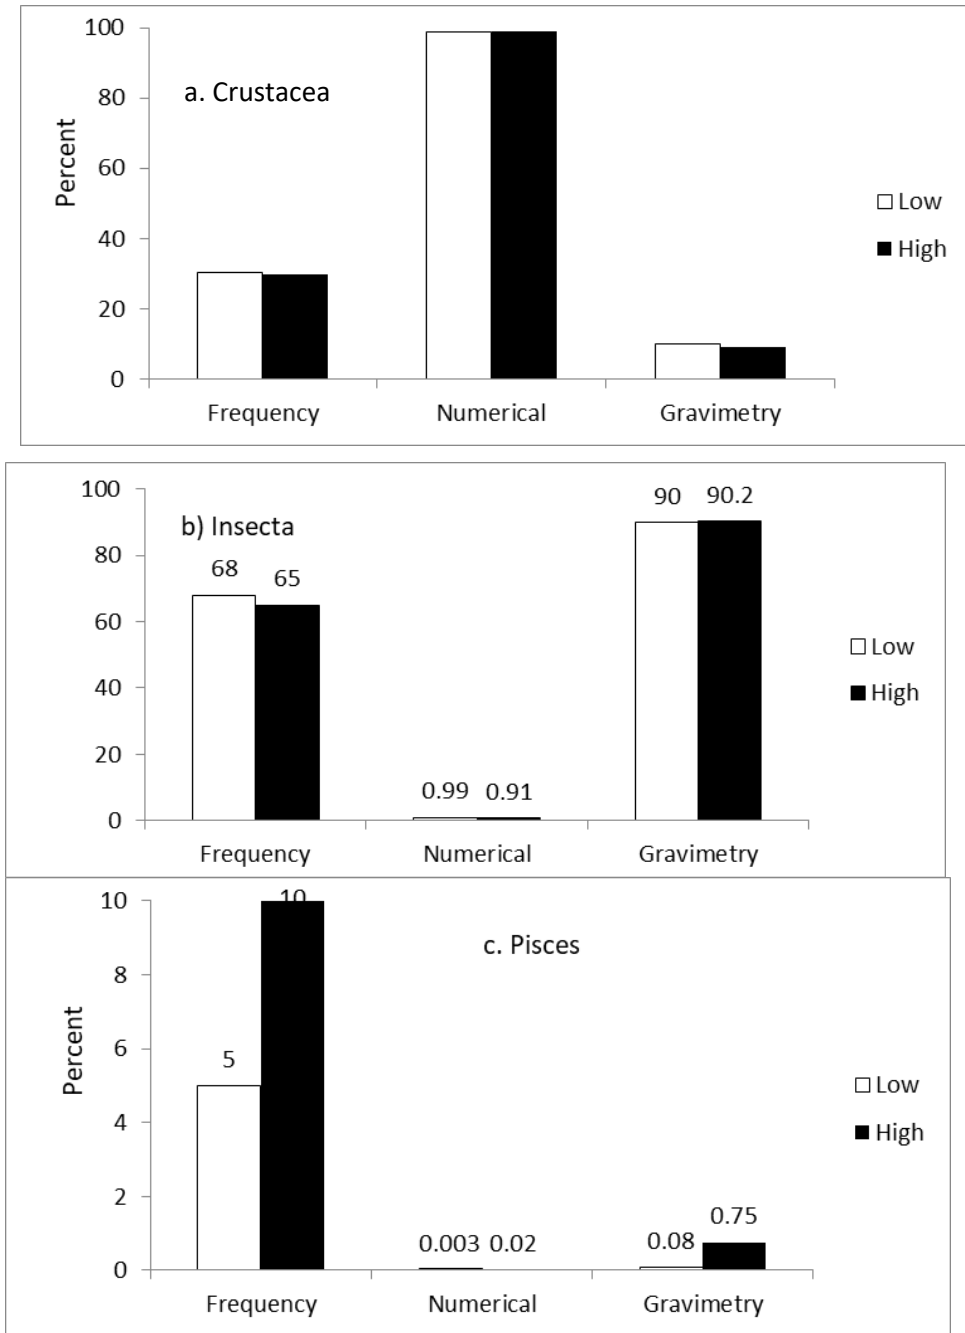 100
a. Crustacea
80
Percent
60
Low
40
High
20
0
Frequency Numerical Gravimetry
100
90 90.2
b) Insecta
80
68 65
60
Low
40
High
20
0.99 0.91
0
Frequency Numerical Gravimetry
10
10
c. Pisces
8
Percent
6
5
Low
4
High
2
0.003 0.02 0.08 0.75
0
Frequency Numerical Gravimetry